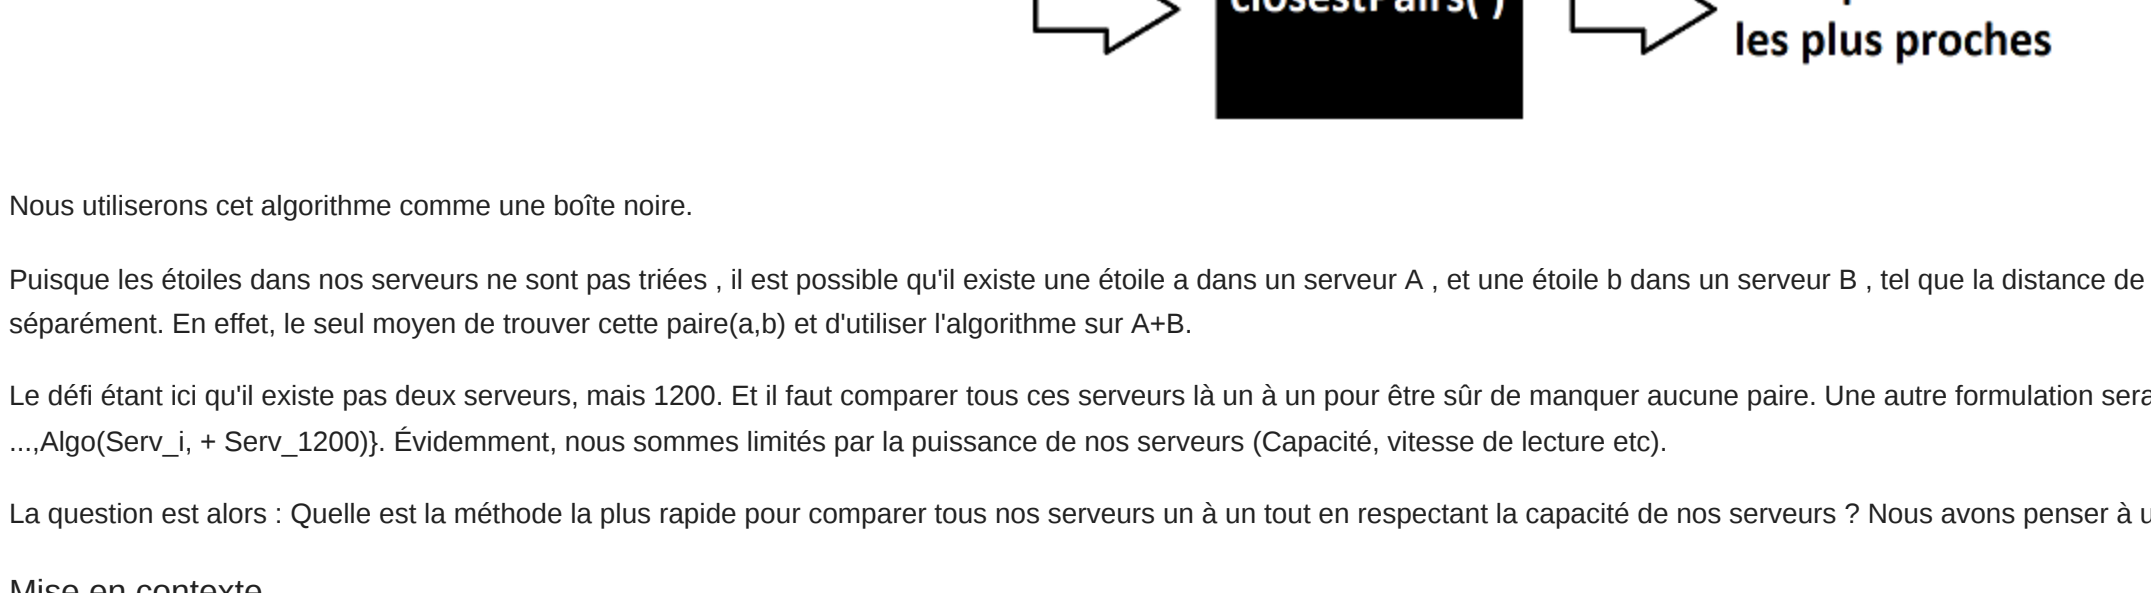 closestPairs( )
les plus proches
Nous utiliserons cet algorithme comme une boîte noire.
Puisque les étoiles dans nos serveurs ne sont pas triées , il est possible qu'il existe une étoile a dans un serveur A , et une étoile b dans un serveur B , tel que la distance de
séparément. En effet, le seul moyen de trouver cette paire(a,b) et d'utiliser l'algorithme sur A+B.
Le défi étant ici qu'il existe pas deux serveurs, mais 1200. Et il faut comparer tous ces serveurs là un à un pour être sûr de manquer aucune paire. Une autre formulation
...,Algo(Serv_i, + Serv_1200)}. Évidemment, nous sommes limités par la puissance de nos serveurs (Capacité, vitesse de lecture etc).
La question est alors : Quelle est la méthode la plus rapide pour comparer tous nos serveurs un à un tout en respectant la capacité de nos serveurs ? Nous avons penser à
Mise en contexte